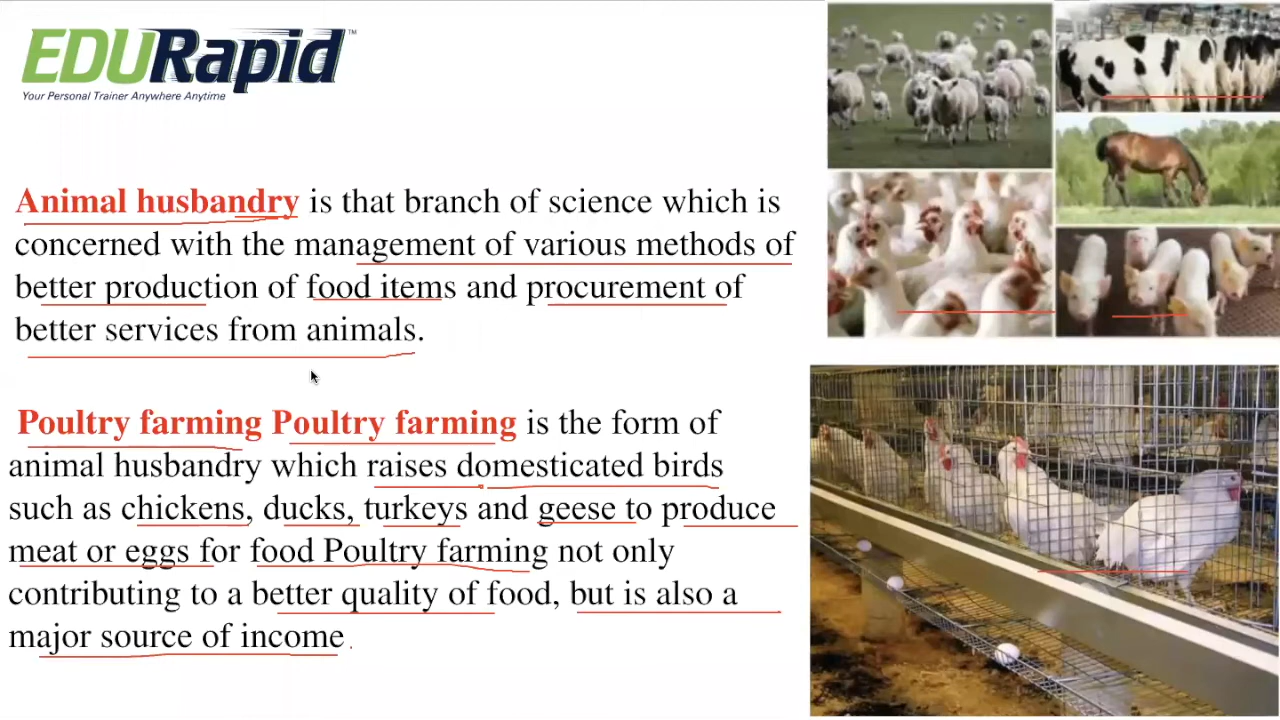 EDURapid™
Your Personal Trainer Anywhere Anytime
Animal husbandry is that branch of science which is
concerned with the management of various methods of
better production of food items and procurement of
better services from animals.
Poultry farming Poultry farming is the form of
animal husbandry which raises domesticated birds
such as chickens, ducks, turkeys and geese to produce
meat or eggs for food Poultry farming not only
contributing to a better quality of food, but is also a
major source of income.